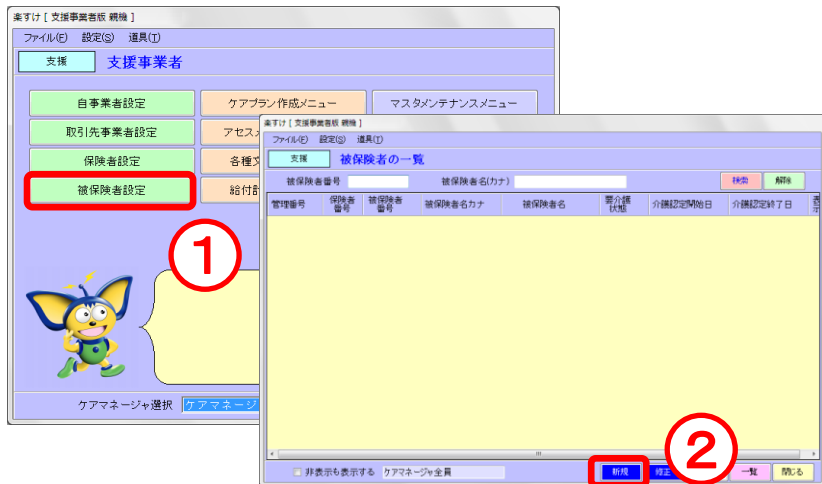 楽すけ [ 支援事業者版 親機 ]
ファイル(F) 設定(S) 道具(T)
支援 支援事業者
自事業者設定 ケアプラン作成メニュー マスタメンテナンスメニュー
取引先事業者設定 アセス
保険者設定 各種文
被保険者設定 給付
①
ケアマネージャ選択 ケアマネージ
楽すけ [ 支援事業者版 親機 ]
ファイル(F) 設定(S) 道具(T)
支援 被保険者の一覧
被保険者番号 被保険者名(カナ) 検索 解除
管理番号 保険者番号 被保険者番号 被保険者名カナ 被保険者名 要介護状態 介護認定開始日 介護認定終了日 表示
②
非表示も表示する ケアマネージャ全員 新規 修正 一覧 閉じる